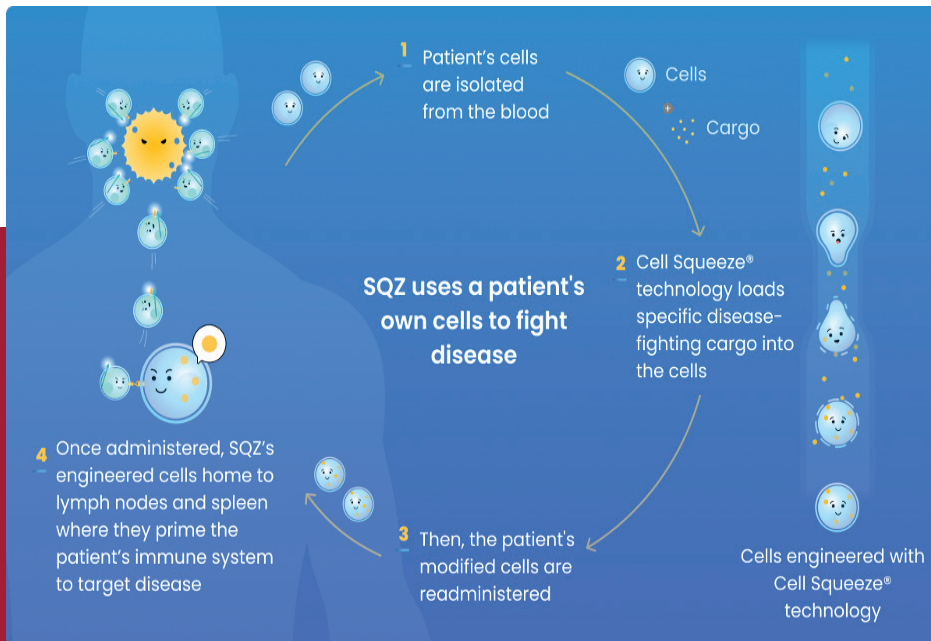 1 Patient's cells
are isolated
from the blood
Cells
Cargo
SQZ uses a patient's
own cells to fight
disease
2 Cell Squeeze®
technology loads
specific disease-
fighting cargo into
the cells
3 Then, the patient's
modified cells are
readministered
4 Once administered, SQZ's
engineered cells home to
lymph nodes and spleen
where they prime the
patient's immune system
to target disease
Cells engineered with
Cell Squeeze®
technology